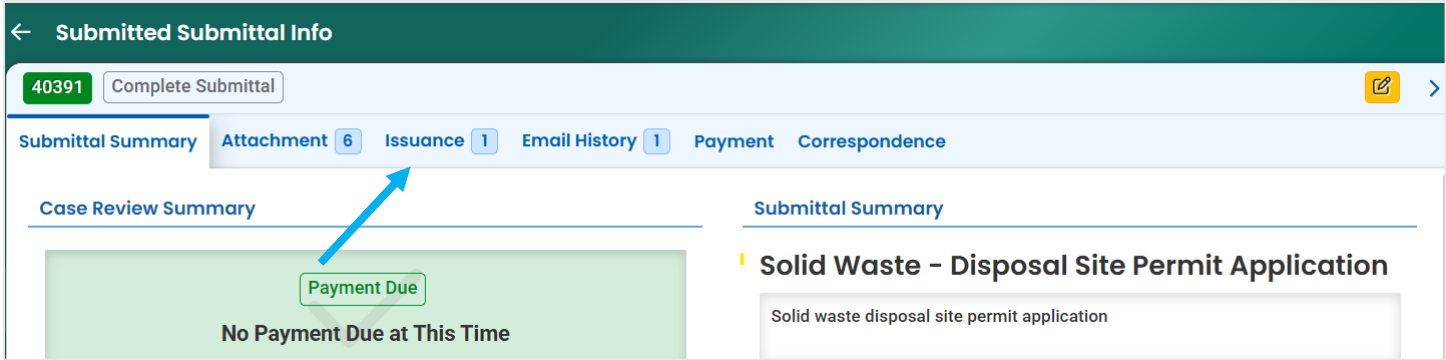 Submitted Submittal Info
40391 Complete Submittal
Submittal Summary Attachment 6 Issuance 1 Email History 1 Payment Correspondence
Case Review Summary
Payment Due
No Payment Due at This Time
Submittal Summary
Solid Waste - Disposal Site Permit Application
Solid waste disposal site permit application